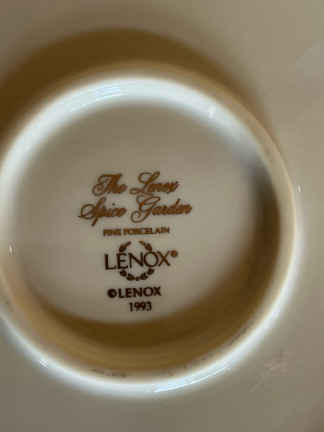 The Lenox
Spice Garden
FINE PORCELAIN
LENOX®
©LENOX
1993